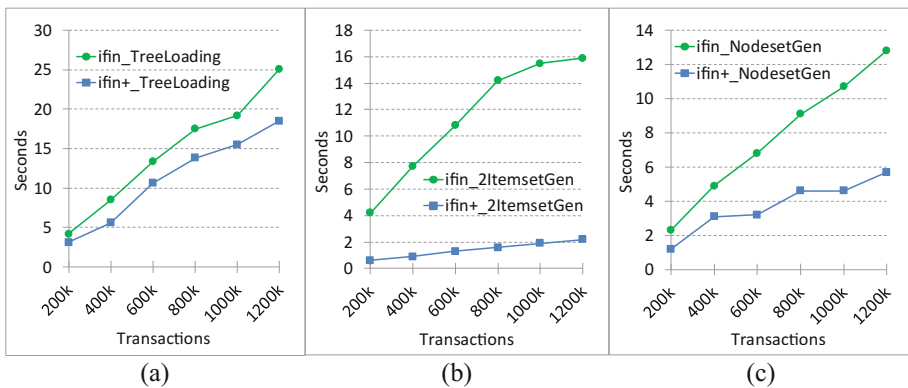 30
25
20
15
10
5
0
Seconds
ifin_TreeLoading
ifin+_TreeLoading
200k
400k
600k
800k
1000k
1200k
Transactions
(a)
18
16
14
12
10
8
6
4
2
0
ifin_2ItemsetGen
ifin+_2ItemsetGen
200k
400k
600k
800k
1000k
1200k
Transactions
(b)
14
12
10
8
6
4
2
0
Seconds
ifin_NodesetGen
ifin+_NodesetGen
200k
400k
600k
800k
1000k
1200k
Transactions
(c)